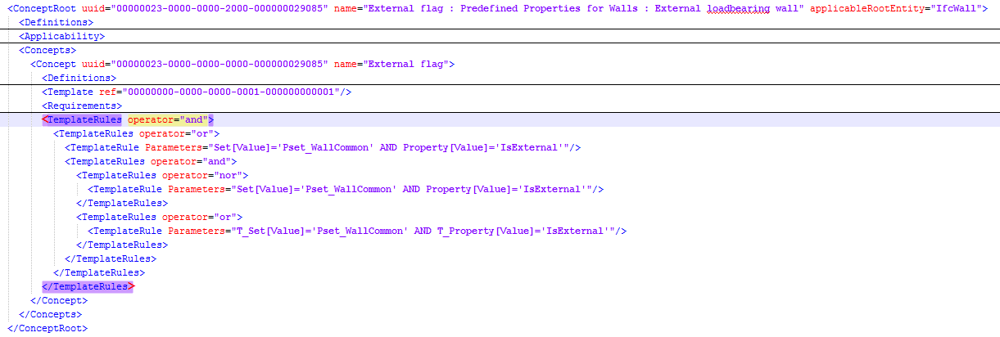 <ConceptRoot uuid="00000023-0000-0000-2000-000000029085" name="External flag : Predefined Properties for Walls : External loadbearing wall" applicableRootEntity="IfcWall">
<Definitions>
<Applicability>
<Concepts>
<Concept uuid="00000023-0000-0000-0000-000000029085" name="External flag">
<Definitions>
<Template ref="00000000-0000-0000-0001-000000000001"/>
<Requirements>
<TemplateRules operator="and">
<TemplateRules operator="or">
<TemplateRule Parameters="Set[Value]='Pset_WallCommon' AND Property[Value]='IsExternal'"/>
<TemplateRules operator="and">
<TemplateRules operator="nor">
<TemplateRule Parameters="Set[Value]='Pset_WallCommon' AND Property[Value]='IsExternal'"/>
</TemplateRules>
<TemplateRules operator="or">
<TemplateRule Parameters="T_Set[Value]='Pset_WallCommon' AND T_Property[Value]='IsExternal'"/>
</TemplateRules>
</TemplateRules>
</TemplateRules>
</TemplateRules>
</Concept>
</Concepts>
</ConceptRoot>